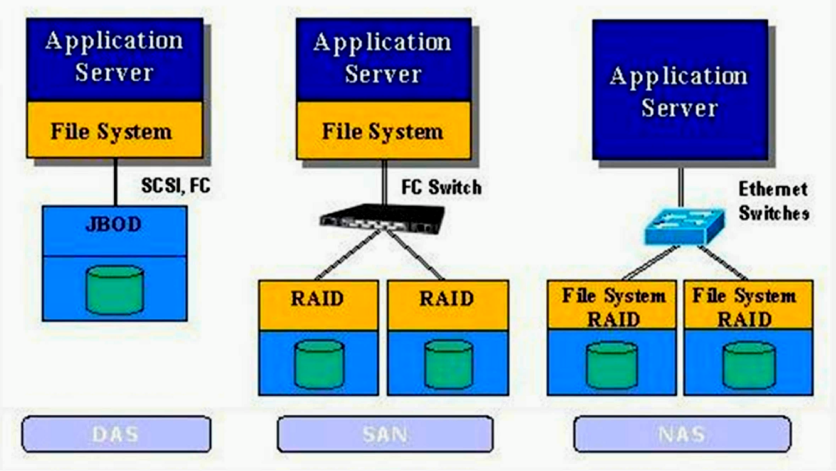 Application
Server
File System
SCSI, FC
JBOD
DAS
Application
Server
File System
FC Switch
RAID
RAID
SAN
Application
Server
Ethernet
Switches
File System
RAID
File System
RAID
NAS